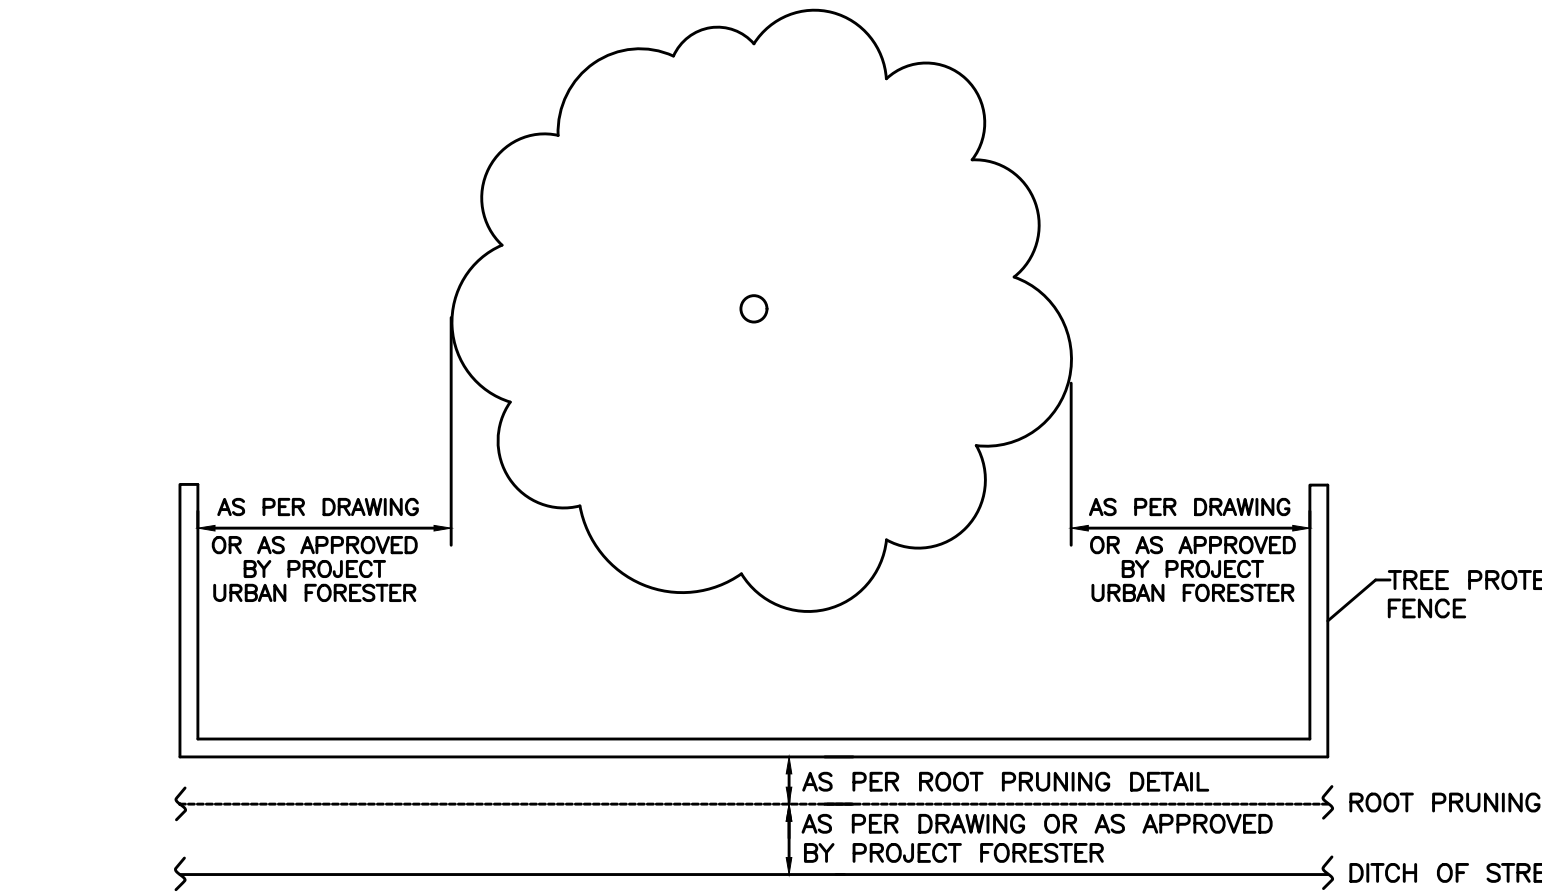 AS PER DRAWING
OR AS APPROVED
BY PROJECT
URBAN FORESTER
AS PER DRAWING
OR AS APPROVED
BY PROJECT
URBAN FORESTER
TREE PROTE
FENCE
AS PER ROOT PRUNING DETAIL
ROOT PRUNING
AS PER DRAWING OR AS APPROVED
BY PROJECT FORESTER
DITCH OF STRE